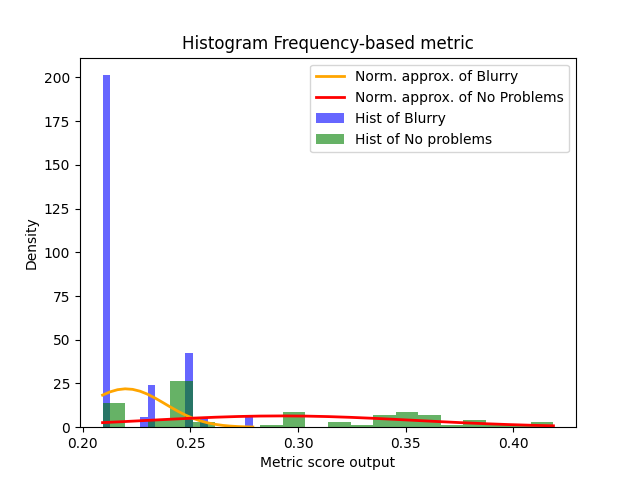 Histogram Frequency-based metric
Norm. approx. of Blurry
Norm. approx. of No Problems
Hist of Blurry
Hist of No problems
Density
200
175
150
125
100
75
50
25
0
0.20 0.25 0.30 0.35 0.40
Metric score output